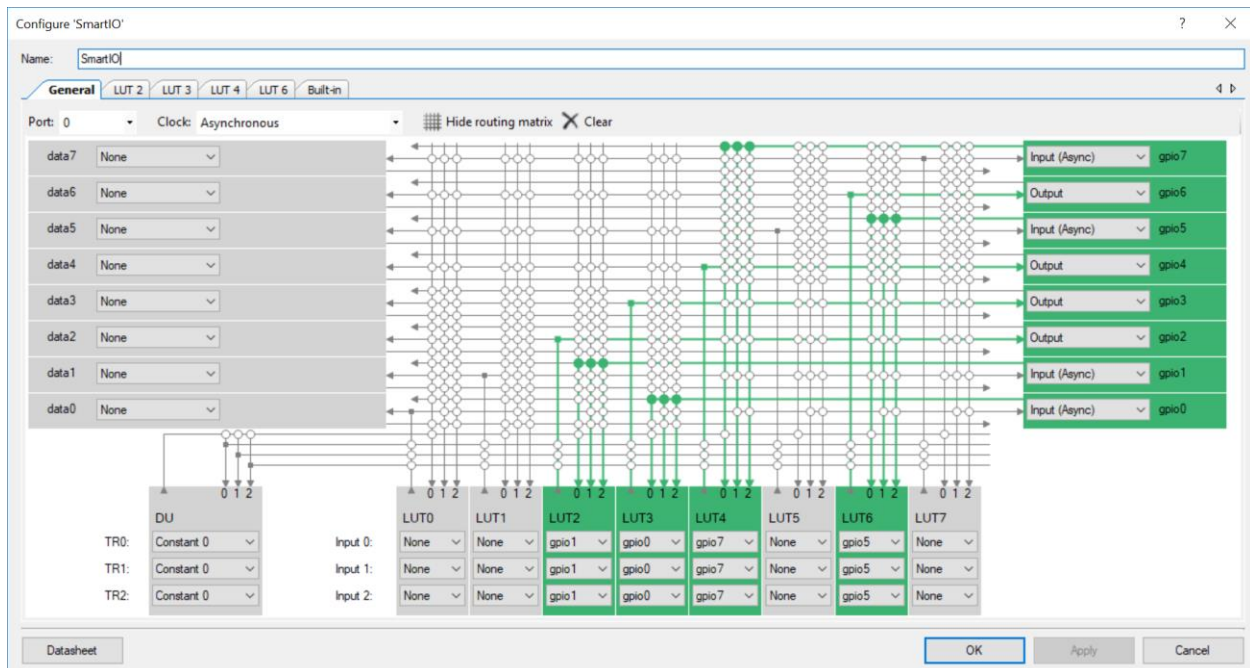 Configure 'SmartIO' ?
Name: SmartIO
General LUT 2 LUT 3 LUT 4 LUT 6 Built-in
Port: 0 Clock: Asynchronous Hide routing matrix Clear
data7 None Input (Async) gpio7
data6 None Output gpio6
data5 None Input (Async) gpio5
data4 None Output gpio4
data3 None Output gpio3
data2 None Output gpio2
data1 None Input (Async) gpio1
data0 None Input (Async) gpio0
0 1 2 0 1 2 0 1 2 0 1 2 0 1 2 0 1 2 0 1 2 0 1 2 0 1 2
DU LUT0 LUT1 LUT2 LUT3 LUT4 LUT5 LUT6 LUT7
TR0: Constant 0 Input 0: None None gpio1 gpio0 gpio7 None gpio5 None
TR1: Constant 0 Input 1: None None gpio1 gpio0 gpio7 None gpio5 None
TR2: Constant 0 Input 2: None None gpio1 gpio0 gpio7 None gpio5 None
Datasheet OK Apply Cancel